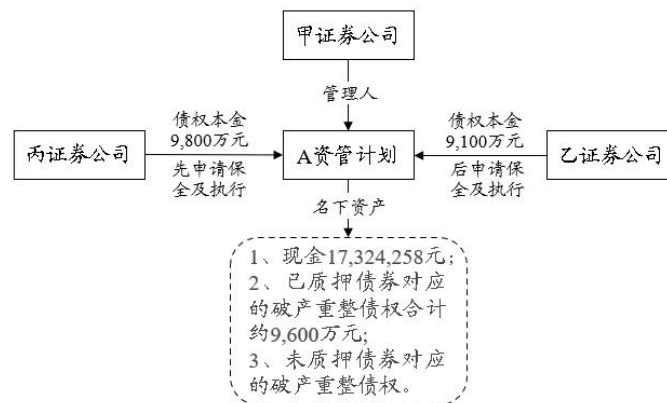 甲证券公司
管理人
债权本金
9,800万元
债权本金
9,100万元
丙证券公司
A资管计划
乙证券公司
先申请保
全及执行
后申请保
全及执行
名下资产
1、现金17,324,258元;
2、已质押债券对应
的破产重整债权合计
约9,600万元;
3、未质押债券对应
的破产重整债权。